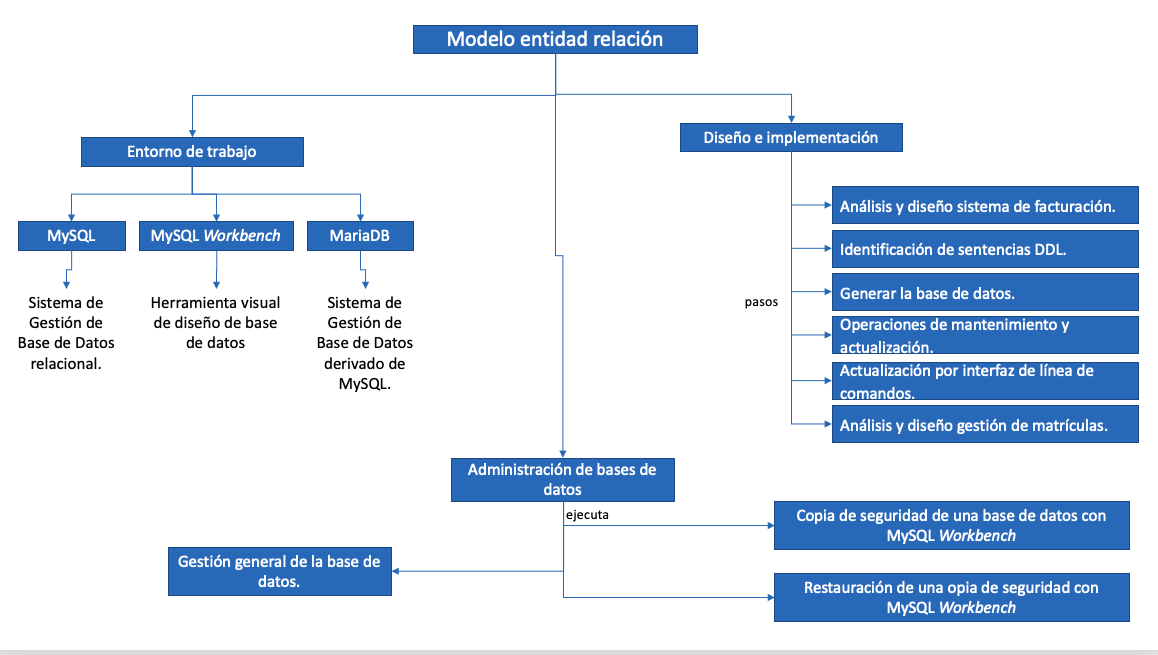 Modelo entidad relación
Entorno de trabajo
Diseño e implementación
MySQL
MySQL Workbench
MariaDB
Sistema de
Gestión de
Base de Datos
relacional.
Herramienta visual
de diseño de base
de datos
Sistema de
Gestión de
Base de Datos
derivado de
MySQL.
pasos
Análisis y diseño sistema de facturación.
Identificación de sentencias DDL.
Generar la base de datos.
Operaciones de mantenimiento y
actualización.
Actualización por interfaz de línea de
comandos.
Análisis y diseño gestión de matrículas.
Administración de bases de
datos
ejecuta
Gestión general de la base de
datos.
Copia de seguridad de una base de datos con
MySQL Workbench
Restauración de una opia de seguridad con
MySQL Workbench